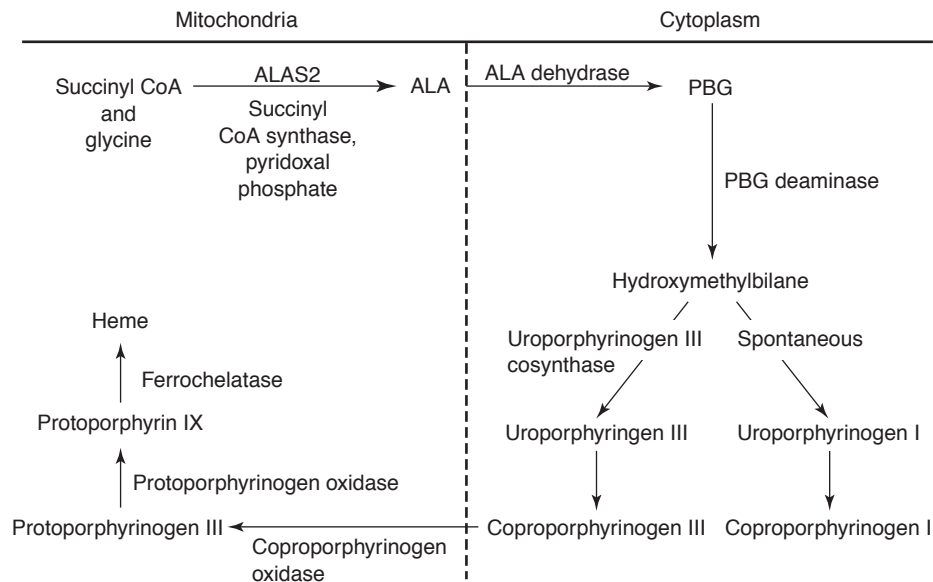 Mitochondria
Cytoplasm
Succinyl CoA
and
glycine
ALAS2
Succinyl
CoA synthase,
pyridoxal
phosphate
ALA
ALA dehydrase
PBG
PBG deaminase
Hydroxymethylbilane
Uroporphyrinogen III
cosynthase
Spontaneous
Uroporphyringen III
Uroporphyrinogen I
Coproporphyrinogen III
Coproporphyrinogen I
Coproporphyrinogen
oxidase
Protoporphyrinogen III
Protoporphyrinogen oxidase
Protoporphyrin IX
Ferrochelatase
Heme